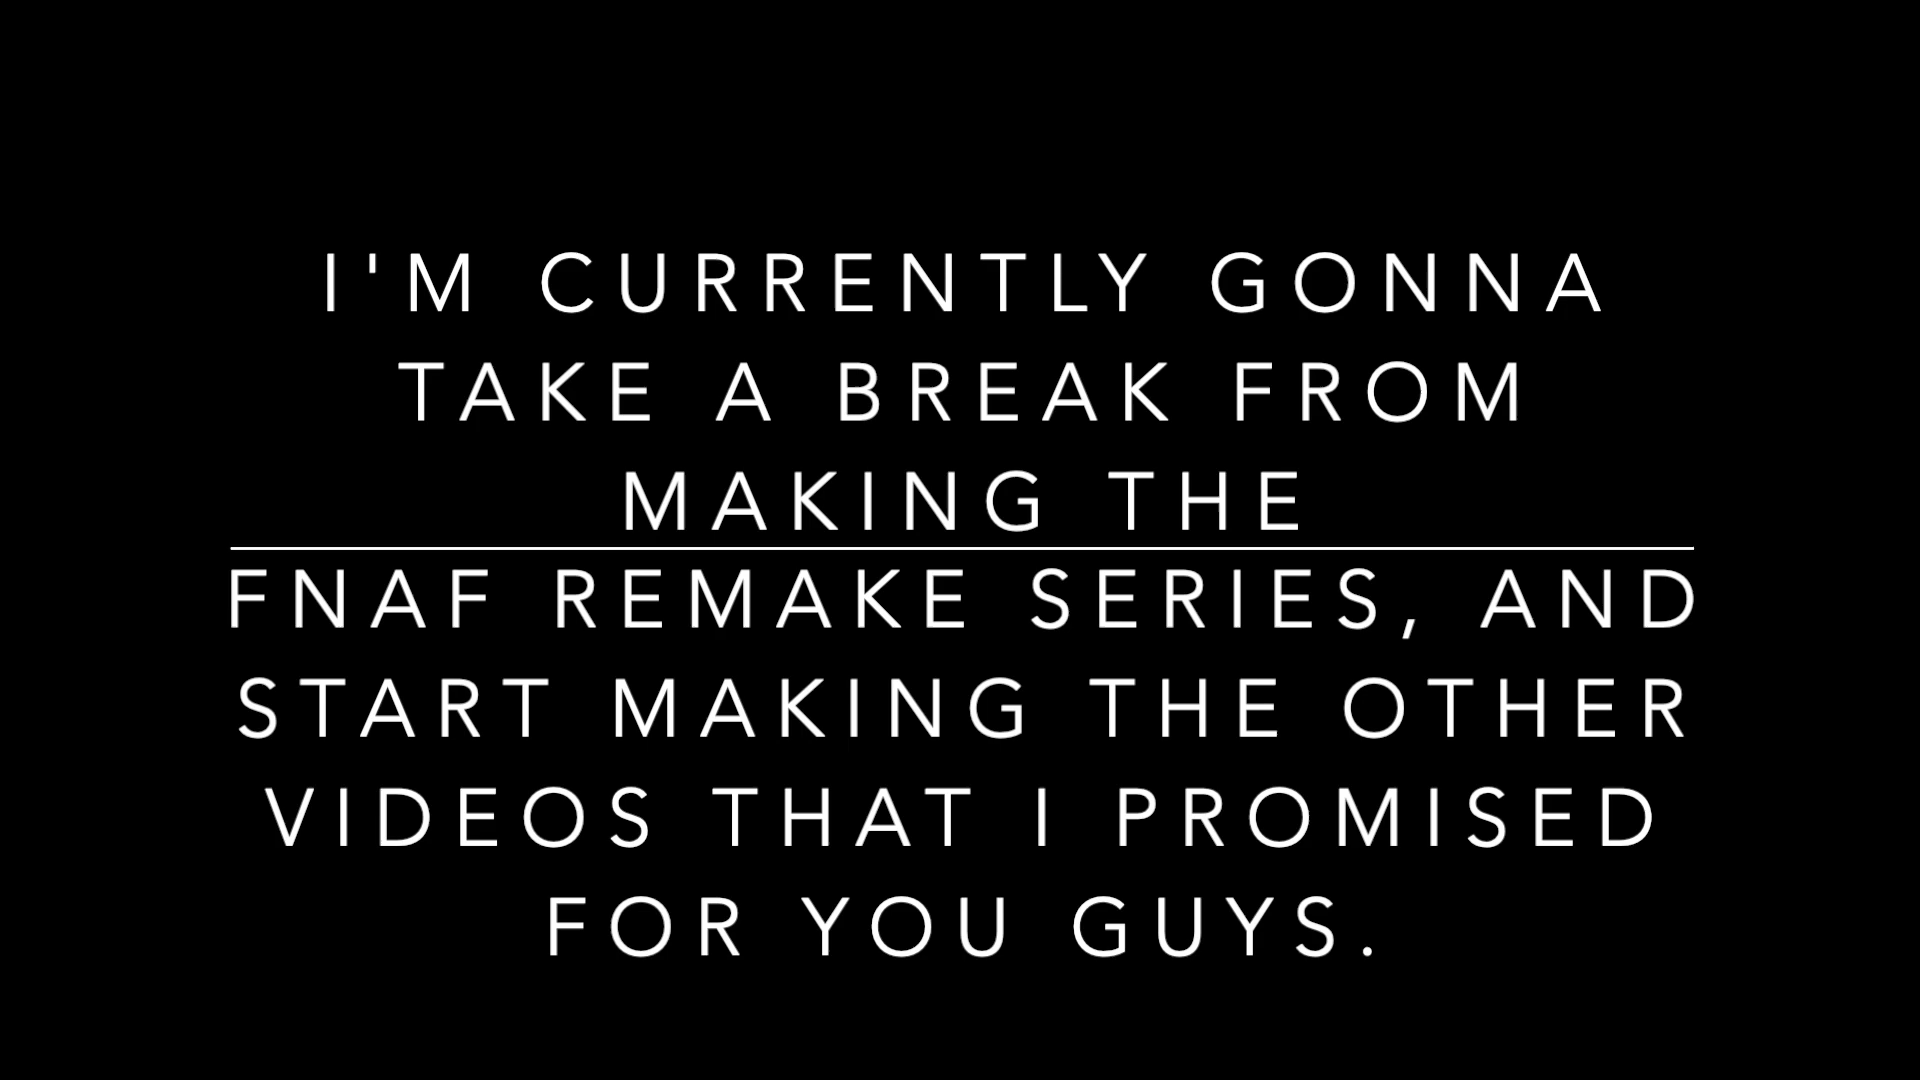 I'M CURRENTLY GONNA
TAKE A BREAK FROM
MAKING THE
FNAF REMAKE SERIES, AND
START MAKING THE OTHER
VIDEOS THAT I PROMISED
FOR YOU GUYS.